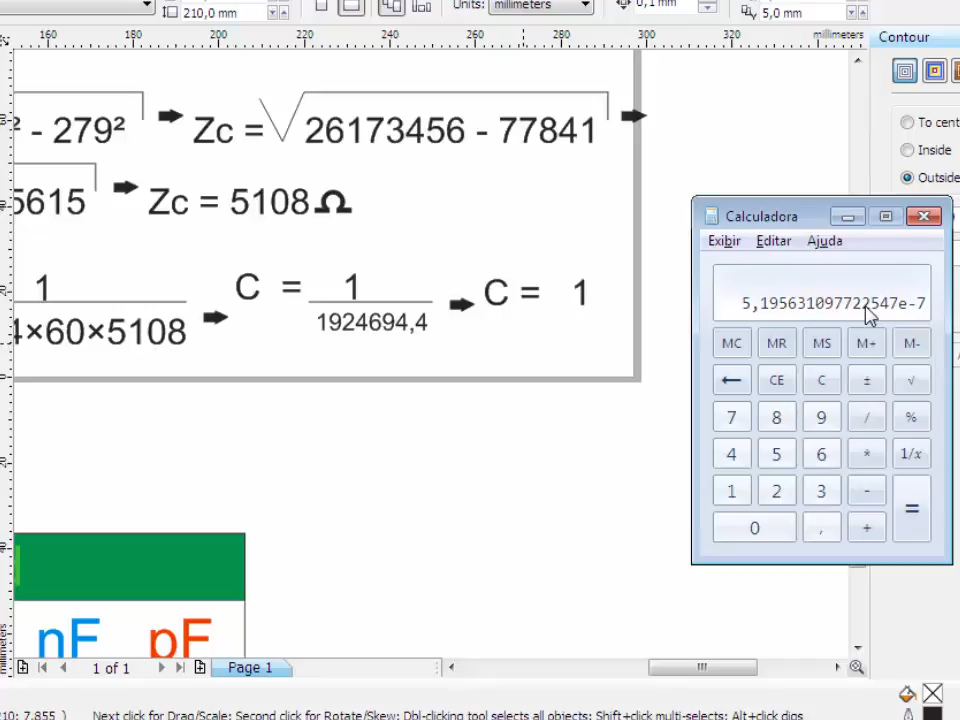 210,0 mm
Units: millimeters
0,1 mm
5,0 mm
160 180 200 220 240 260 280 300 320 millimeters
Contour
² - 279² Zc = √ 26173456 - 77841
To cent
Inside
Outside
5615 Zc = 5108Ω
Calculadora
Exibir Editar Ajuda
5,195631097722547e-7
1 C = 1 C = 1
4×60×5108 1924694,4
MC MR MS M+ M-
← CE C ± √
7 8 9 / %
4 5 6 * 1/x
1 2 3 - =
0 , +
nF pF
millimeters
1 of 1 Page 1
210; 7,855 ) Next click for Drag/Scale; Second click for Rotate/Skew; Dbl-clicking tool selects all objects; Shift+click multi-selects; Alt+click digs